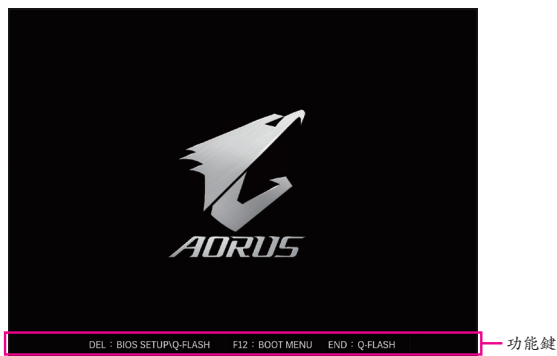 AORUS
DEL：BIOS SETUP\Q-FLASH F12：BOOT MENU END：Q-FLASH
功能鍵